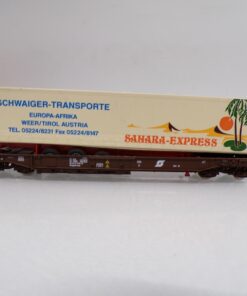 SCHWAIGER-TRANSPORTE
EUROPA-AFRIKA
WEER/TIROL AUSTRIA
TEL. 05224/8231 Fax 05224/8147
SAHARA-EXPRESS